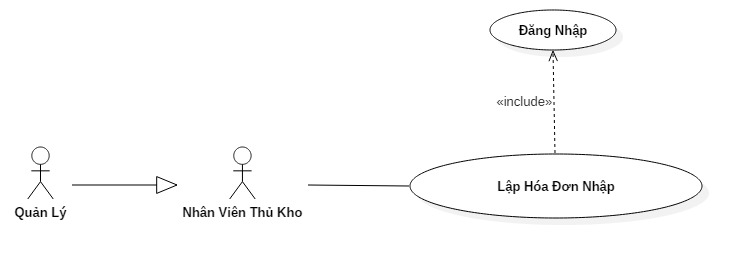 Đăng Nhập
«include»
Lập Hóa Đơn Nhập
Quản Lý
Nhân Viên Thủ Kho